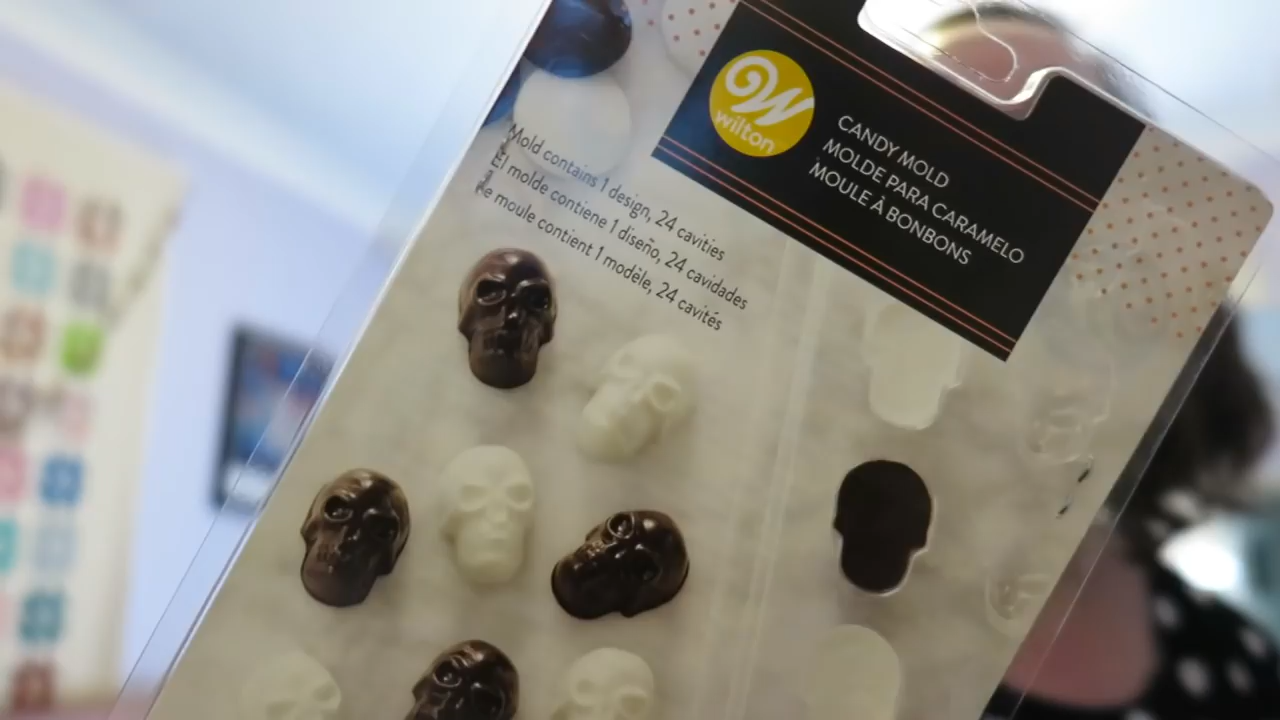 wilton
CANDY MOLD
MOLDE PARA CARAMELO
MOULE À BONBONS
Mold contains 1 design, 24 cavities
El molde contiene 1 diseño, 24 cavidades
Le moule contient 1 modèle, 24 cavités